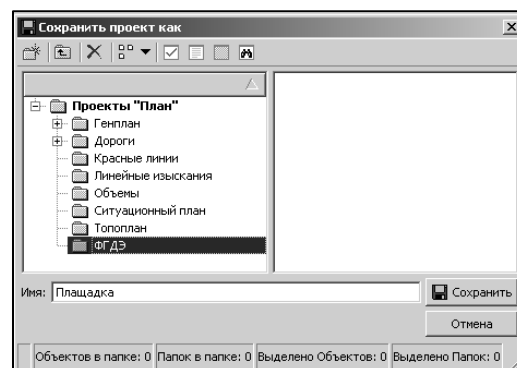 Сохранить проект как
Проекты "План"
Генплан
Дороги
Красные линии
Линейные изыскания
Объемы
Ситуационный план
Топоплан
ФГДЭ
Имя: Плащадка
Сохранить
Отмена
Объектов в папке: 0 Папок в папке: 0 Выделено Объектов: 0 Выделено Папок: 0